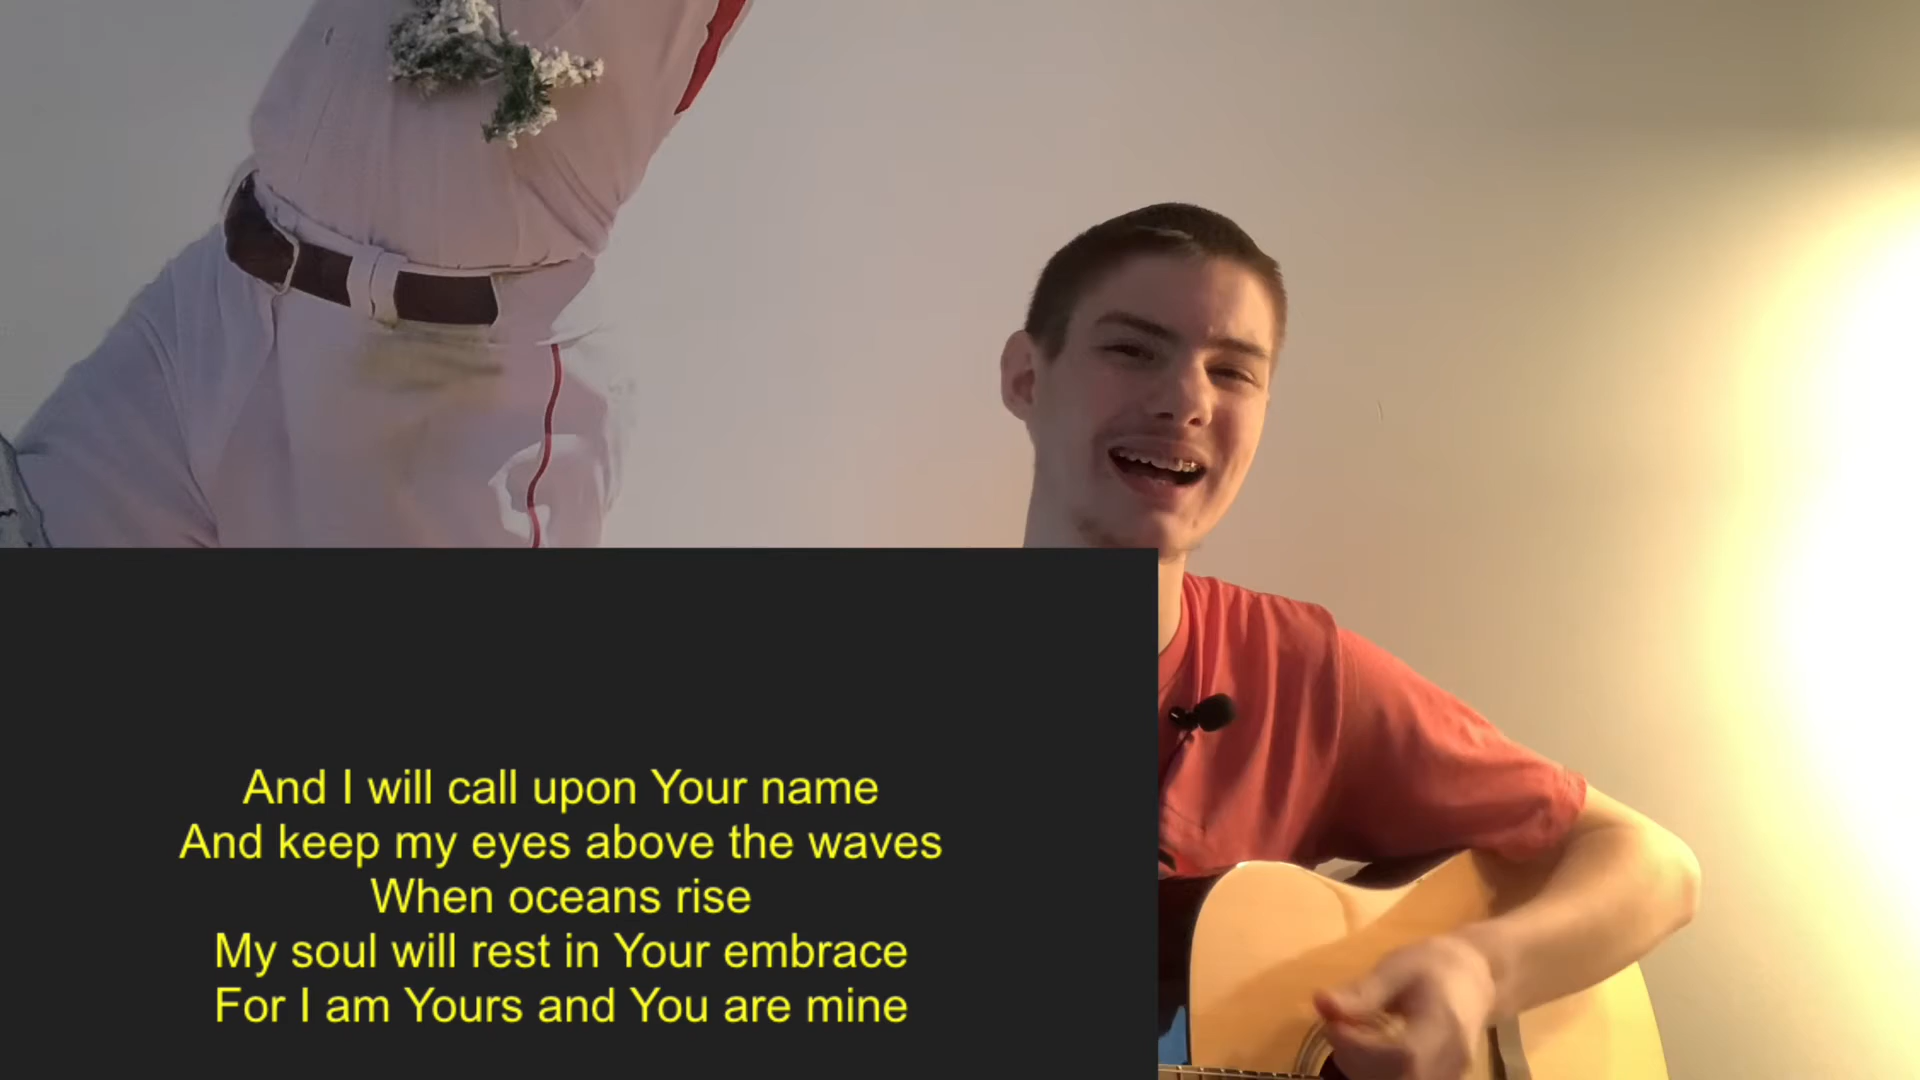 And I will call upon Your name
And keep my eyes above the waves
When oceans rise
My soul will rest in Your embrace
For I am Yours and You are mine